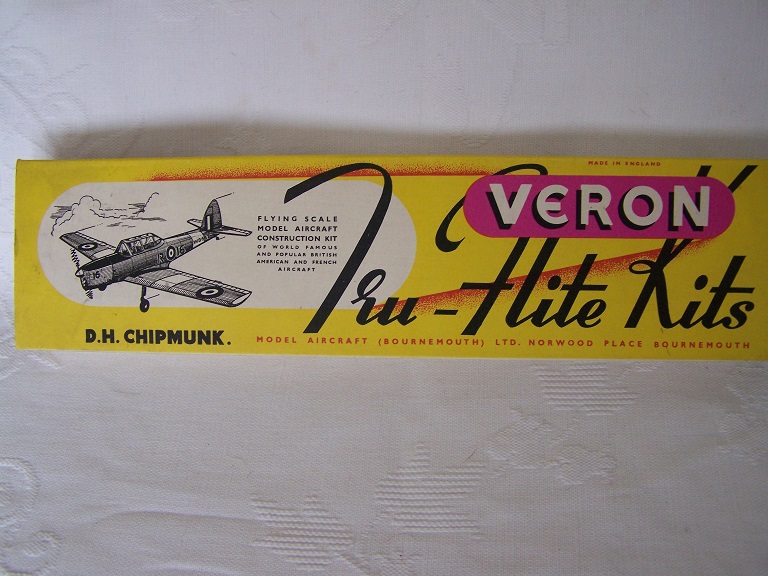 MADE IN ENGLAND
VERON
Tru-Flite Kits
FLYING SCALE
MODEL AIRCRAFT
CONSTRUCTION KIT
OF WORLD FAMOUS
AND POPULAR BRITISH
AMERICAN AND FRENCH
AIRCRAFT
D.H. CHIPMUNK.
MODEL AIRCRAFT (BOURNEMOUTH) LTD. NORWOOD PLACE BOURNEMOUTH